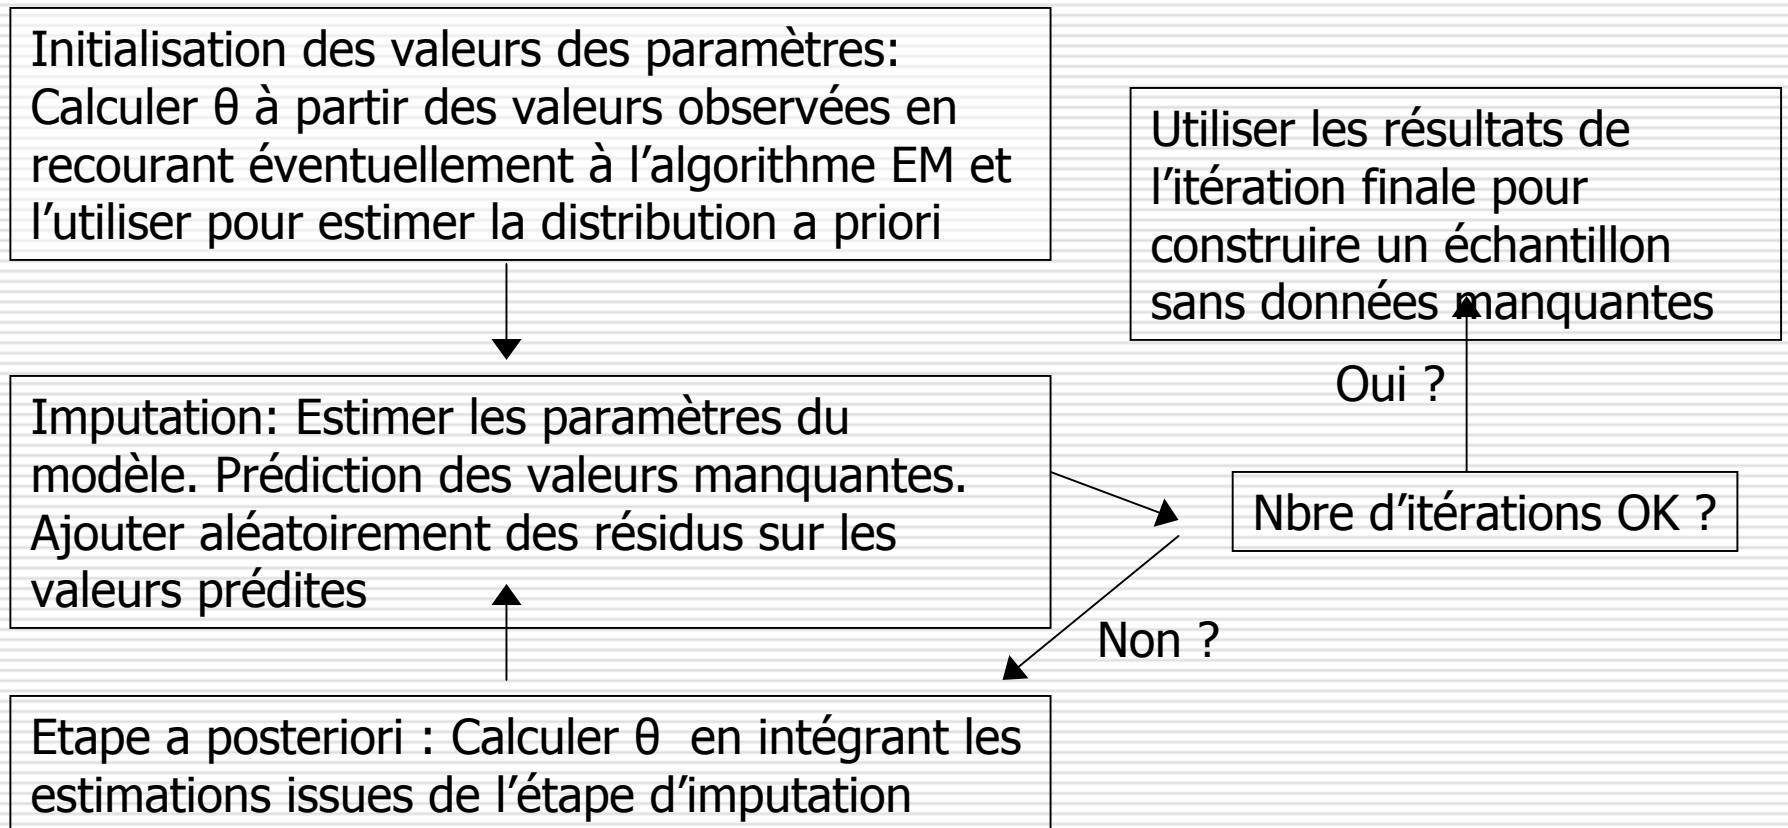 Initialisation des valeurs des paramètres:
Calculer θ à partir des valeurs observées en
recourant éventuellement à l’algorithme EM et
l’utiliser pour estimer la distribution a priori
Utiliser les résultats de
l’itération finale pour
construire un échantillon
sans données manquantes
Oui ?
Imputation: Estimer les paramètres du
modèle. Prédiction des valeurs manquantes.
Ajouter aléatoirement des résidus sur les
valeurs prédites
Nbre d’itérations OK ?
Non ?
Etape a posteriori : Calculer θ  en intégrant les
estimations issues de l’étape d’imputation